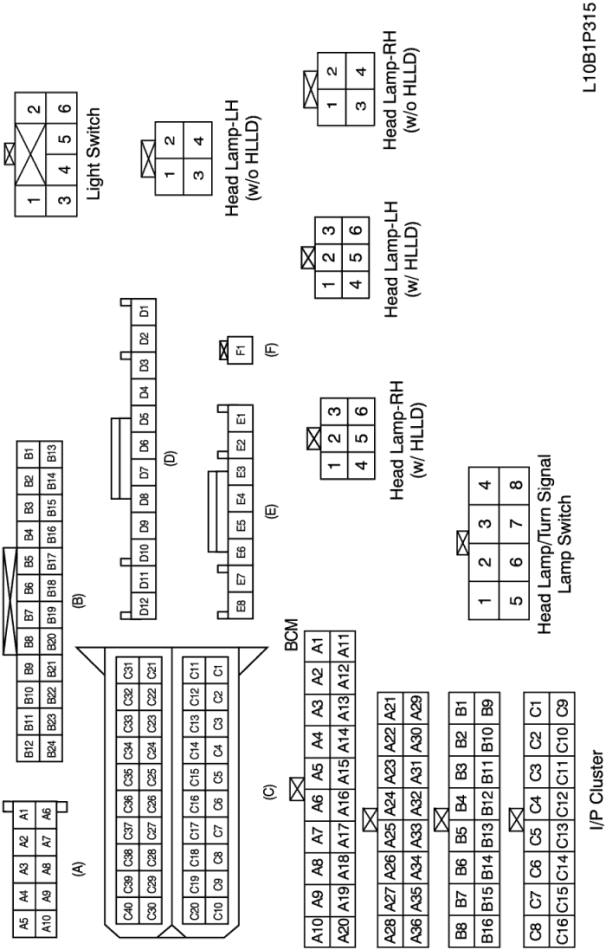 A5 A4 A3 A2 A1
A10 A9 A8 A7 A6
(A)
B12 B11 B10 B9 B8 B7 B6 B5 B4 B3 B2 B1
B24 B23 B22 B21 B20 B19 B18 B17 B16 B15 B14 B13
(B)
1 2
3 4 5 6
Light Switch
C40 C39 C38 C37 C36 C35 C34 C33 C32 C31
C30 C29 C28 C27 C26 C25 C24 C23 C22 C21
C20 C19 C18 C17 C16 C15 C14 C13 C12 C11
C10 C9 C8 C7 C6 C5 C4 C3 C2 C1
(C)
D12 D11 D10 D9 D8 D7 D6 D5 D4 D3 D2 D1
(D)
E8 E7 E6 E5 E4 E3 E2 E1
(E)
F1
(F)
BCM
1 2
3 4
Head Lamp-LH
(w/o HLLD)
A10 A9 A8 A7 A6 A5 A4 A3 A2 A1
A20 A19 A18 A17 A16 A15 A14 A13 A12 A11
A28 A27 A26 A25 A24 A23 A22 A21
A36 A35 A34 A33 A32 A31 A30 A29
B8 B7 B6 B5 B4 B3 B2 B1
B16 B15 B14 B13 B12 B11 B10 B9
C8 C7 C6 C5 C4 C3 C2 C1
C16 C15 C14 C13 C12 C11 C10 C9
I/P Cluster
1 2 3
4 5 6
Head Lamp-RH
(w/ HLLD)
1 2 3
4 5 6
Head Lamp-LH
(w/ HLLD)
1 2
3 4
Head Lamp-RH
(w/o HLLD)
1 2 3 4
5 6 7 8
Head Lamp/Turn Signal
Lamp Switch
L10B1P315